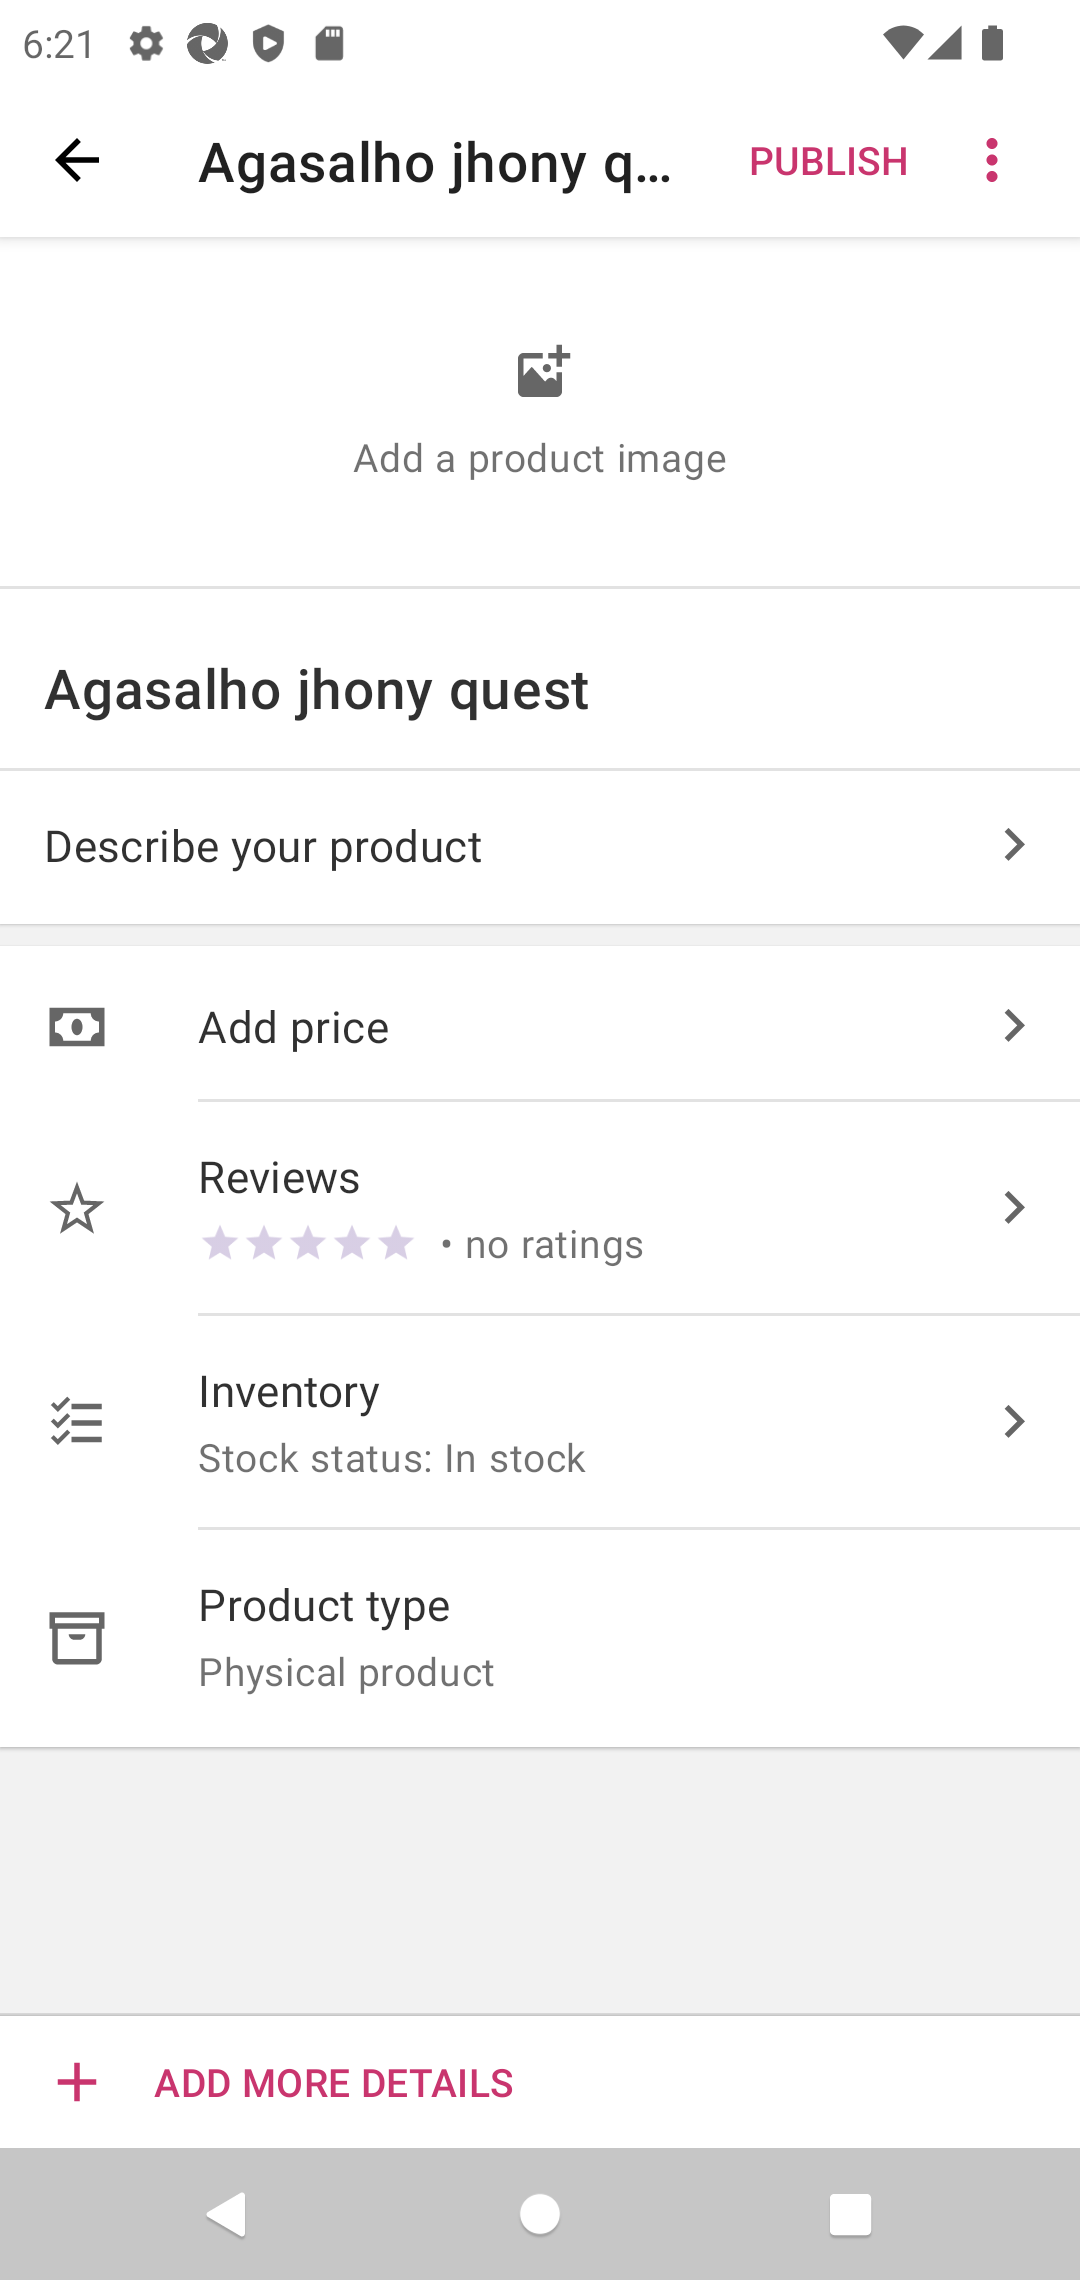 6:21
Agasalho jhony q...
PUBLISH
Add a product image
Agasalho jhony quest
Describe your product
Add price
Reviews
• no ratings
Inventory
Stock status: In stock
Product type
Physical product
ADD MORE DETAILS